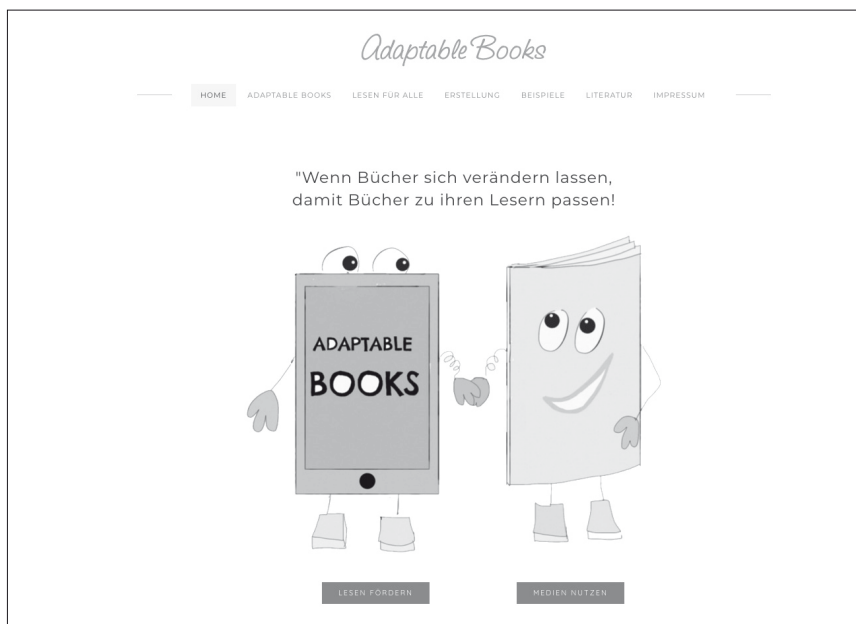 Adaptable Books
HOME ADAPTABLE BOOKS LESEN FÜR ALLE ERSTELLUNG BEISPIELE LITERATUR IMPRESSUM
"Wenn Bücher sich verändern lassen,
damit Bücher zu ihren Lesern passen!
ADAPTABLE
BOOKS
LESEN FÖRDERN MEDIEN NUTZEN